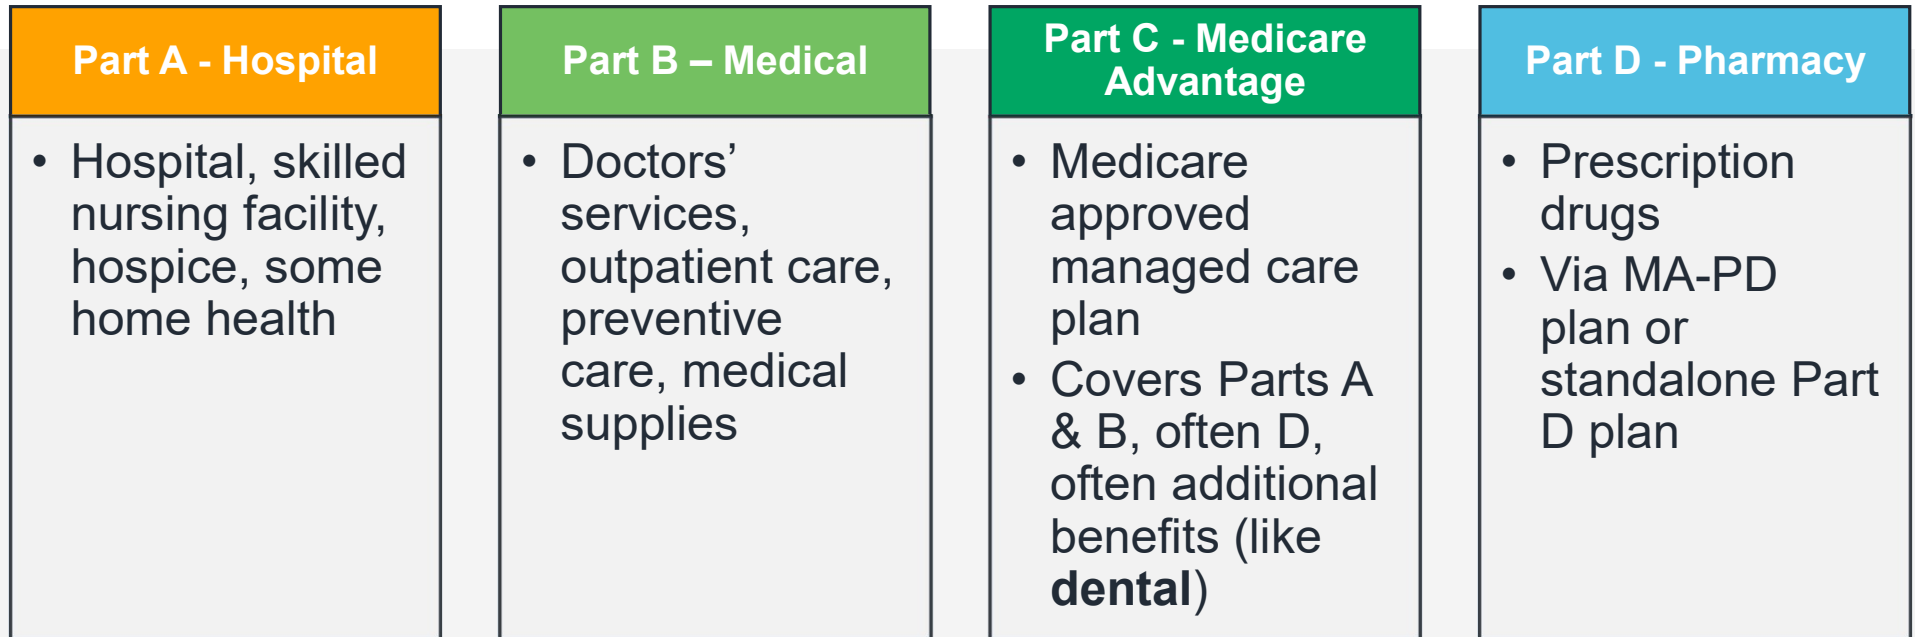 Part A - Hospital
• Hospital, skilled
nursing facility,
hospice, some
home health
Part B – Medical
• Doctors’
services,
outpatient care,
preventive
care, medical
supplies
Part C - Medicare
Advantage
• Medicare
approved
managed care
plan
• Covers Parts A
& B, often D,
often additional
benefits (like
dental)
Part D - Pharmacy
• Prescription
drugs
• Via MA-PD
plan or
standalone Part
D plan